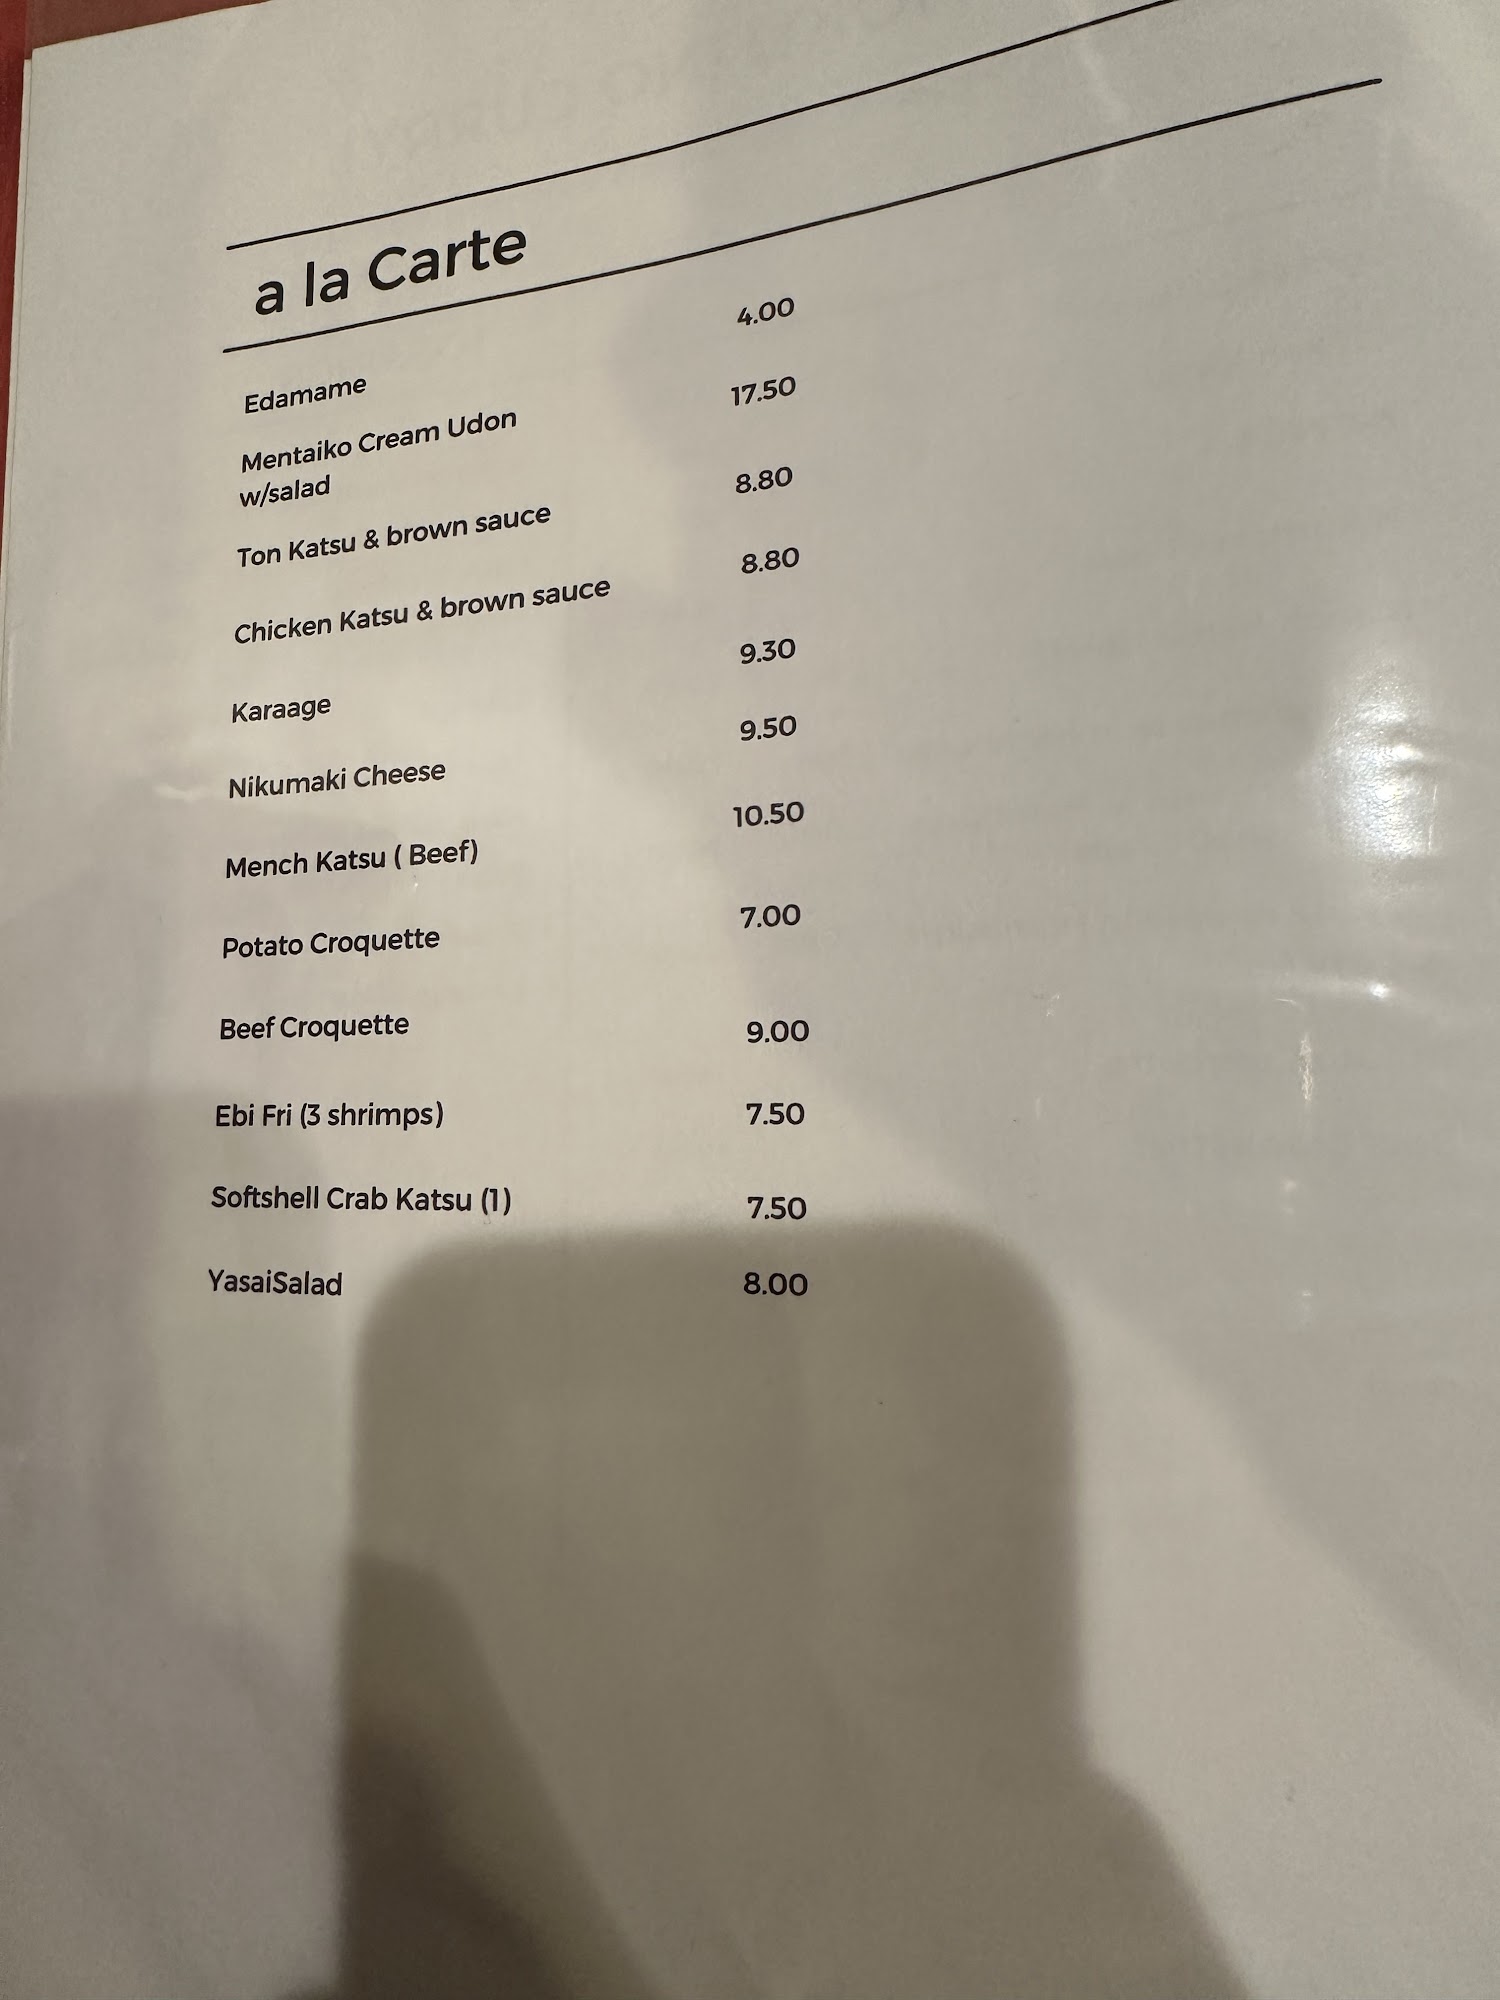 a la Carte
Edamame 4.00
Mentaiko Cream Udon 17.50
w/salad
Ton Katsu & brown sauce 8.80
Chicken Katsu & brown sauce 8.80
Karaage 9.30
Nikumaki Cheese 9.50
Mench Katsu ( Beef) 10.50
Potato Croquette 7.00
Beef Croquette 9.00
Ebi Fri (3 shrimps) 7.50
Softshell Crab Katsu (1) 7.50
YasaiSalad 8.00